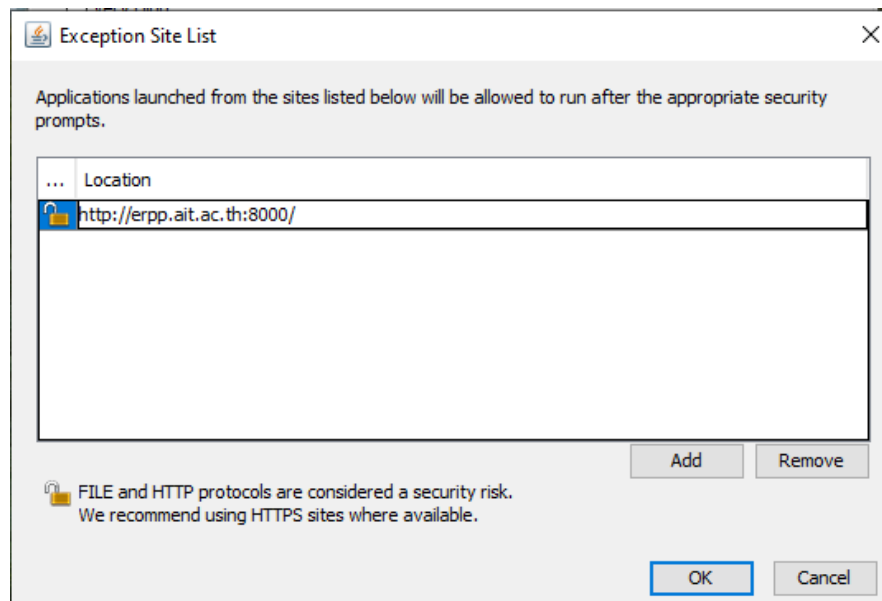 Exception Site List
Applications launched from the sites listed below will be allowed to run after the appropriate security
prompts.
... Location
http://erpp.ait.ac.th:8000/
Add Remove
FILE and HTTP protocols are considered a security risk.
We recommend using HTTPS sites where available.
OK Cancel